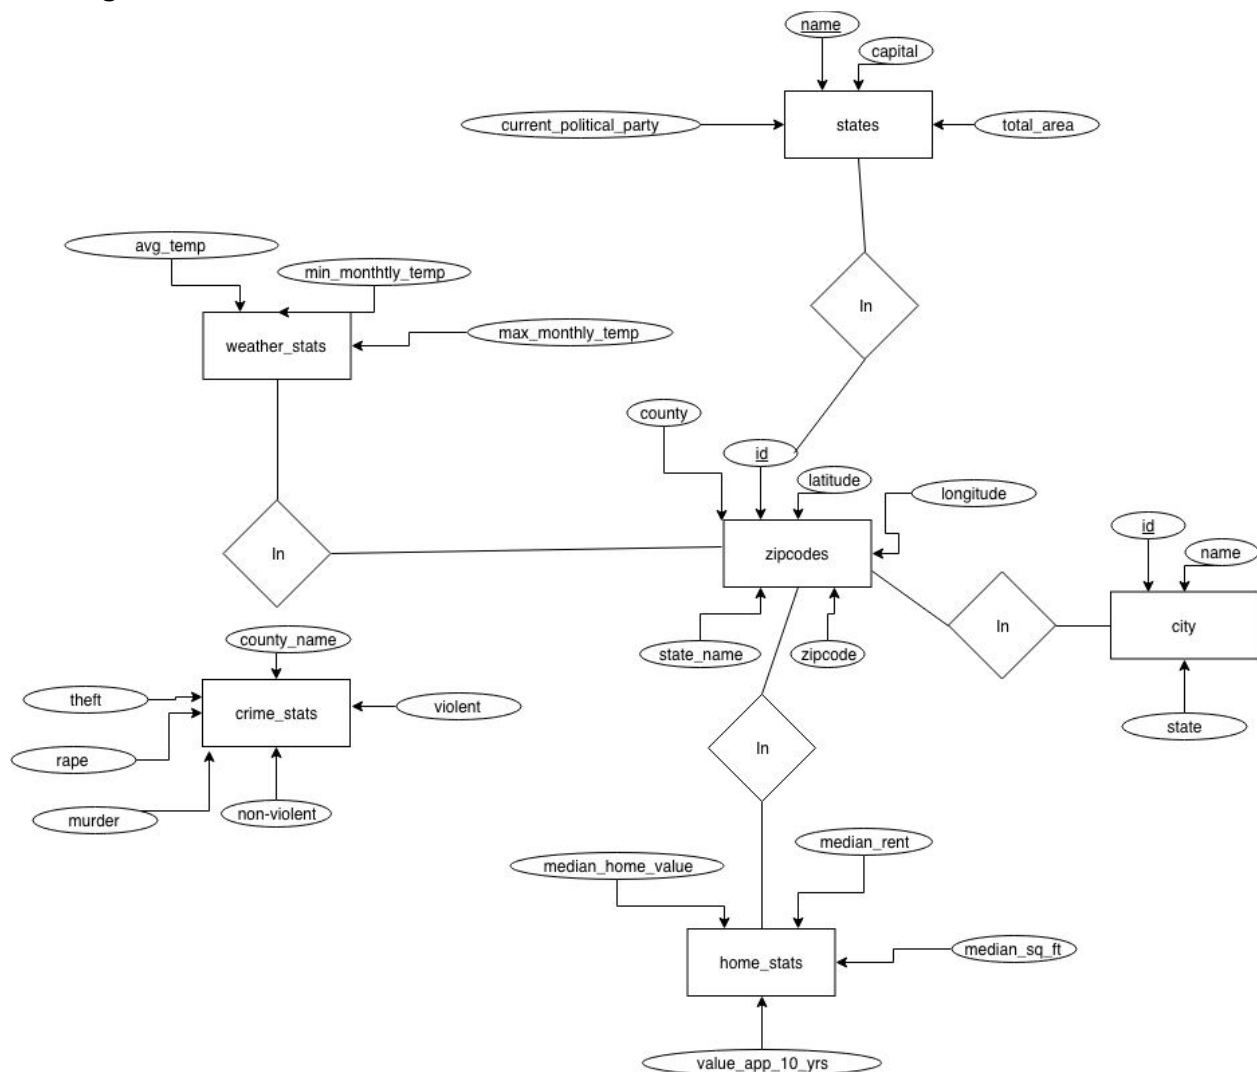 name
capital
current_political_party
states
total_area
avg_temp
min_monthtly_temp
In
max_monthly_temp
weather_stats
county
id
latitude
longitude
id
name
In
zipcodes
In
city
county_name
state_name
zipcode
theft
violent
crime_stats
state
rape
In
non-violent
murder
median_rent
median_home_value
median_sq_ft
home_stats
value_app_10_yrs